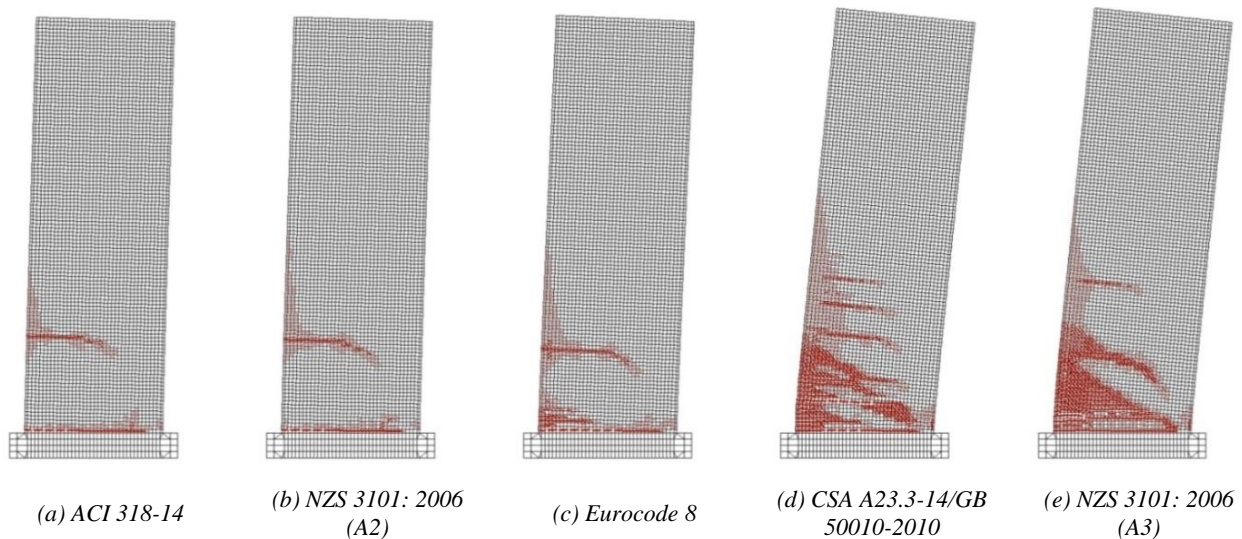 (a) ACI 318-14
(b) NZS 3101: 2006
(A2)
(c) Eurocode 8
(d) CSA A23.3-14/GB
50010-2010
(e) NZS 3101: 2006
(A3)